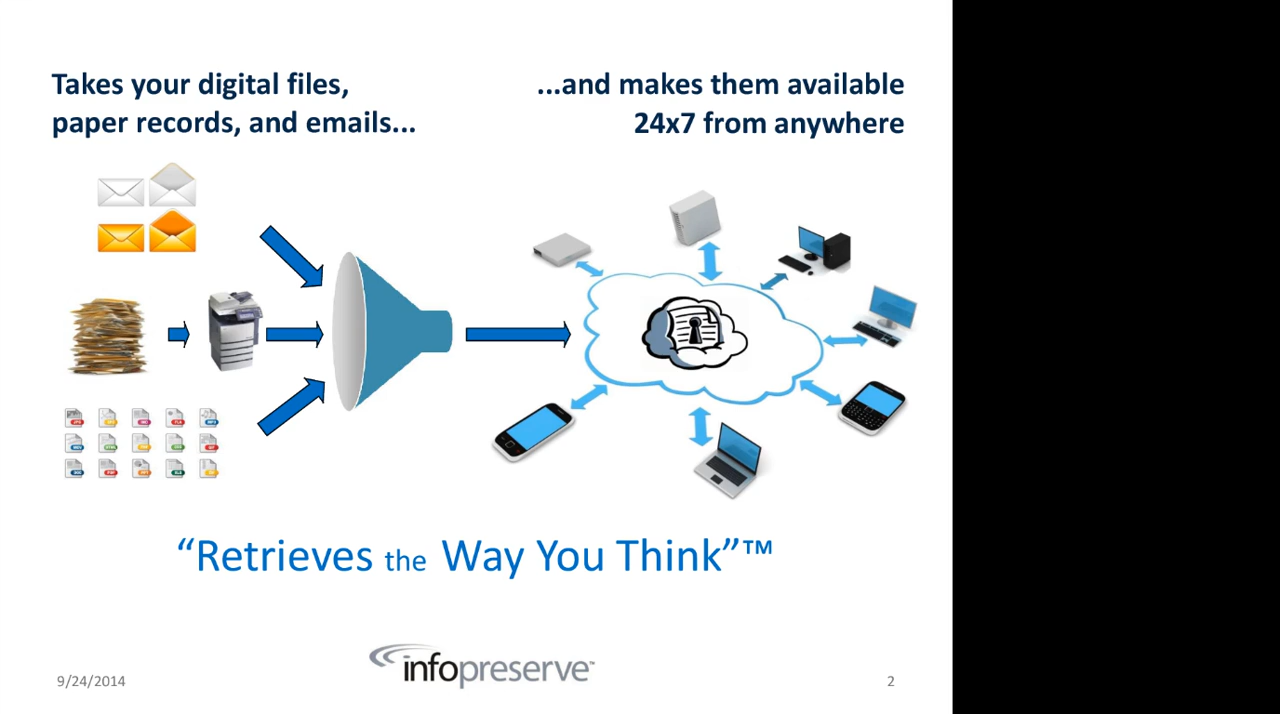 Takes your digital files,
paper records, and emails...
...and makes them available
24x7 from anywhere
“Retrieves the Way You Think”™
infopreserve™
9/24/2014
2